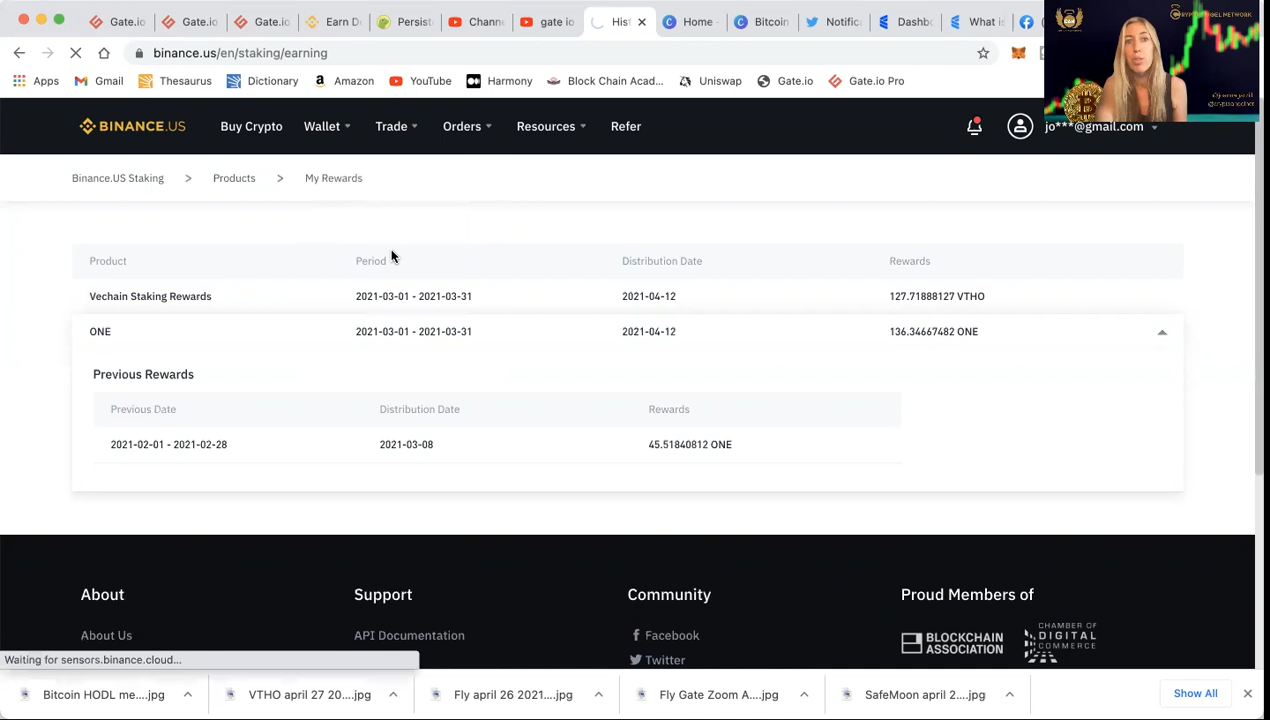 Gate.io
Gate.io
Gate.io
Earn D
Persist
Chann
gate io
Hist
Home
Bitcoin
Notific
Dashb
What is
binance.us/en/staking/earning
Apps
Gmail
Thesaurus
Dictionary
Amazon
YouTube
Harmony
Block Chain Acad...
Uniswap
Gate.io
Gate.io Pro
BINANCE.US
Buy Crypto
Wallet
Trade
Orders
Resources
Refer
jo***@gmail.com
Binance.US Staking > Products > My Rewards
Product Period Distribution Date Rewards
Vechain Staking Rewards 2021-03-01 - 2021-03-31 2021-04-12 127.71888127 VTHO
ONE 2021-03-01 - 2021-03-31 2021-04-12 136.34667482 ONE
Previous Rewards
Previous Date Distribution Date Rewards
2021-02-01 - 2021-02-28 2021-03-08 45.51840812 ONE
About Support Community Proud Members of
About Us API Documentation Facebook
BLOCKCHAIN
ASSOCIATION
CHAMBER OF
DIGITAL
COMMERCE
Twitter
Waiting for sensors.binance.cloud...
Bitcoin HODL me....jpg
VTHO april 27 20....jpg
Fly april 26 2021....jpg
Fly Gate Zoom A....jpg
SafeMoon april 2....jpg
Show All